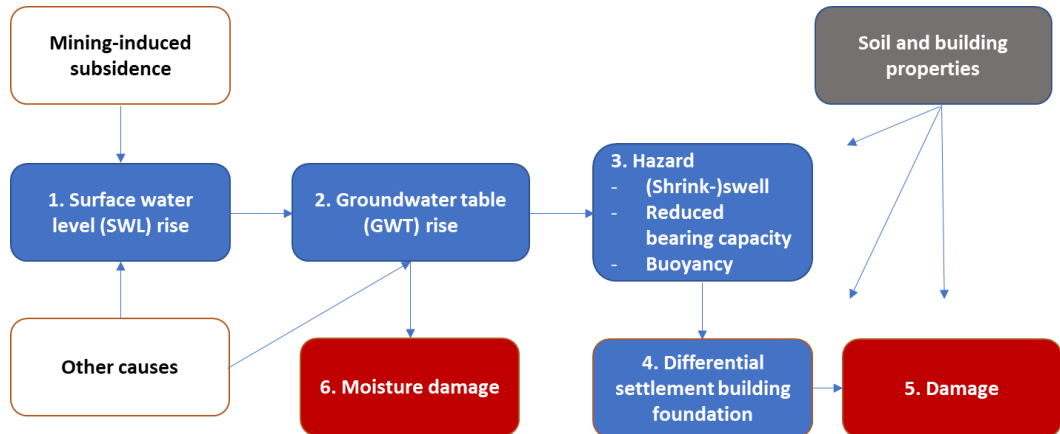 Mining-induced
subsidence
Soil and building
properties
1. Surface water
level (SWL) rise
2. Groundwater table
(GWT) rise
3. Hazard
- (Shrink-)swell
- Reduced
bearing capacity
- Buoyancy
Other causes
6. Moisture damage
4. Differential
settlement building
foundation
5. Damage